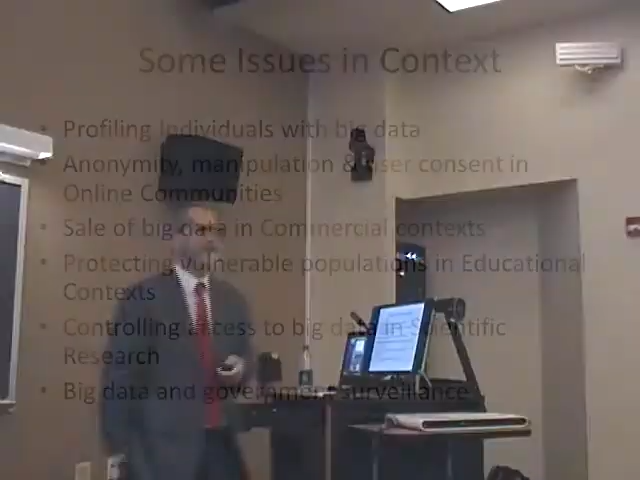 Some Issues in Context
• Profiling individuals with big data
• Anonymity, manipulation & user consent in
Online Communities
• Sale of big data in Commercial contexts
• Protecting vulnerable populations in Educational
Contexts
• Controlling access to big data in Scientific
Research
• Big data and government surveillance